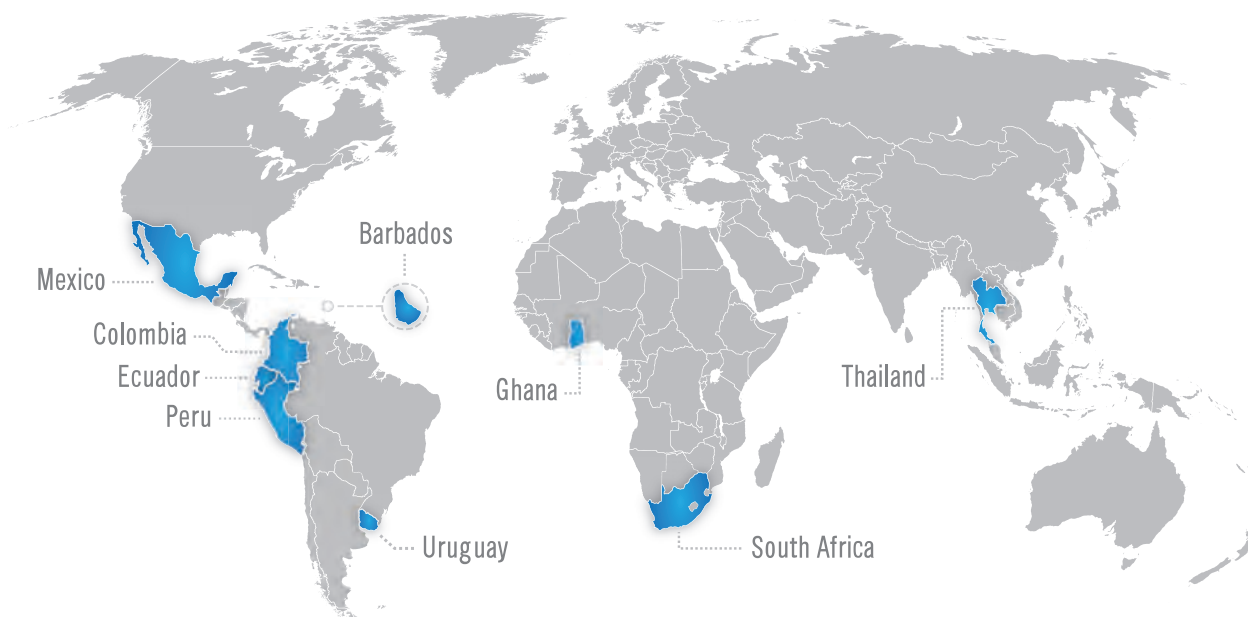 Barbados
Mexico
Colombia
Ecuador
Peru
Ghana
Thailand
Uruguay
South Africa